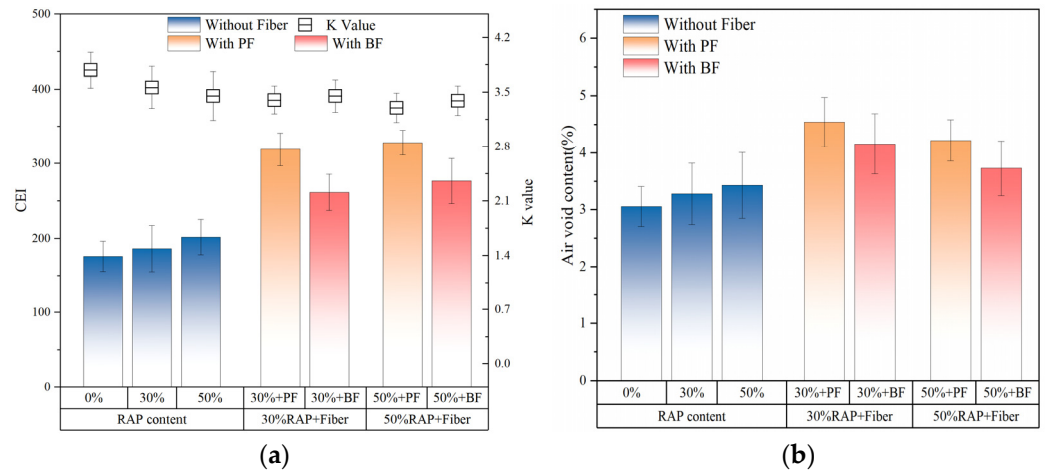 Without Fiber
K Value
With PF
With BF
CEI
500
400
300
200
100
0
K value
4.2
3.5
2.8
2.1
1.4
0.7
0.0
0%
30%
50%
30%+PF
30%+BF
50%+PF
50%+BF
RAP content
30%RAP+Fiber
50%RAP+Fiber
(a)
Without Fiber
With PF
With BF
Air void content(%)
6
5
4
3
2
1
0
0%
30%
50%
30%+PF
30%+BF
50%+PF
50%+BF
RAP content
30%RAP+Fiber
50%RAP+Fiber
(b)